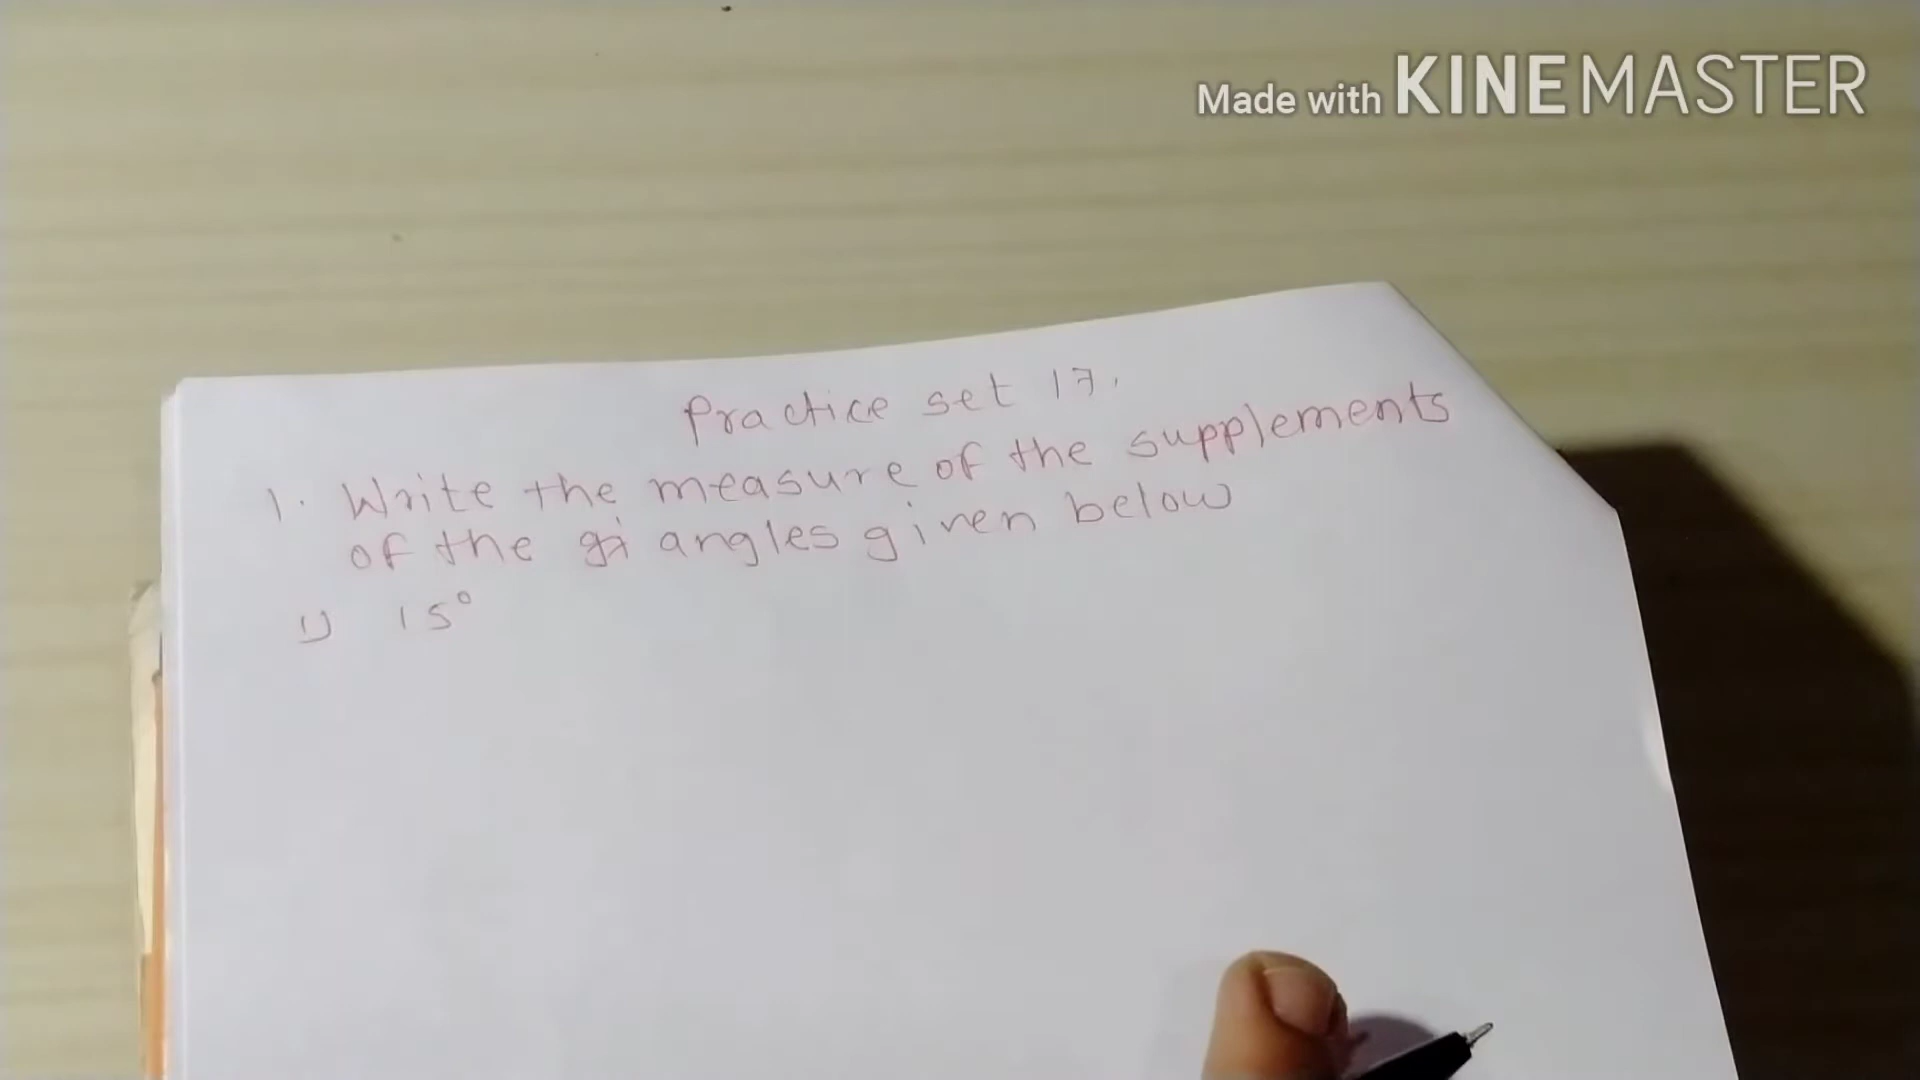 Made with KINEMASTER
Practice set 17.
1. Write the measure of the supplements
of the gi angles given below
1) 15°